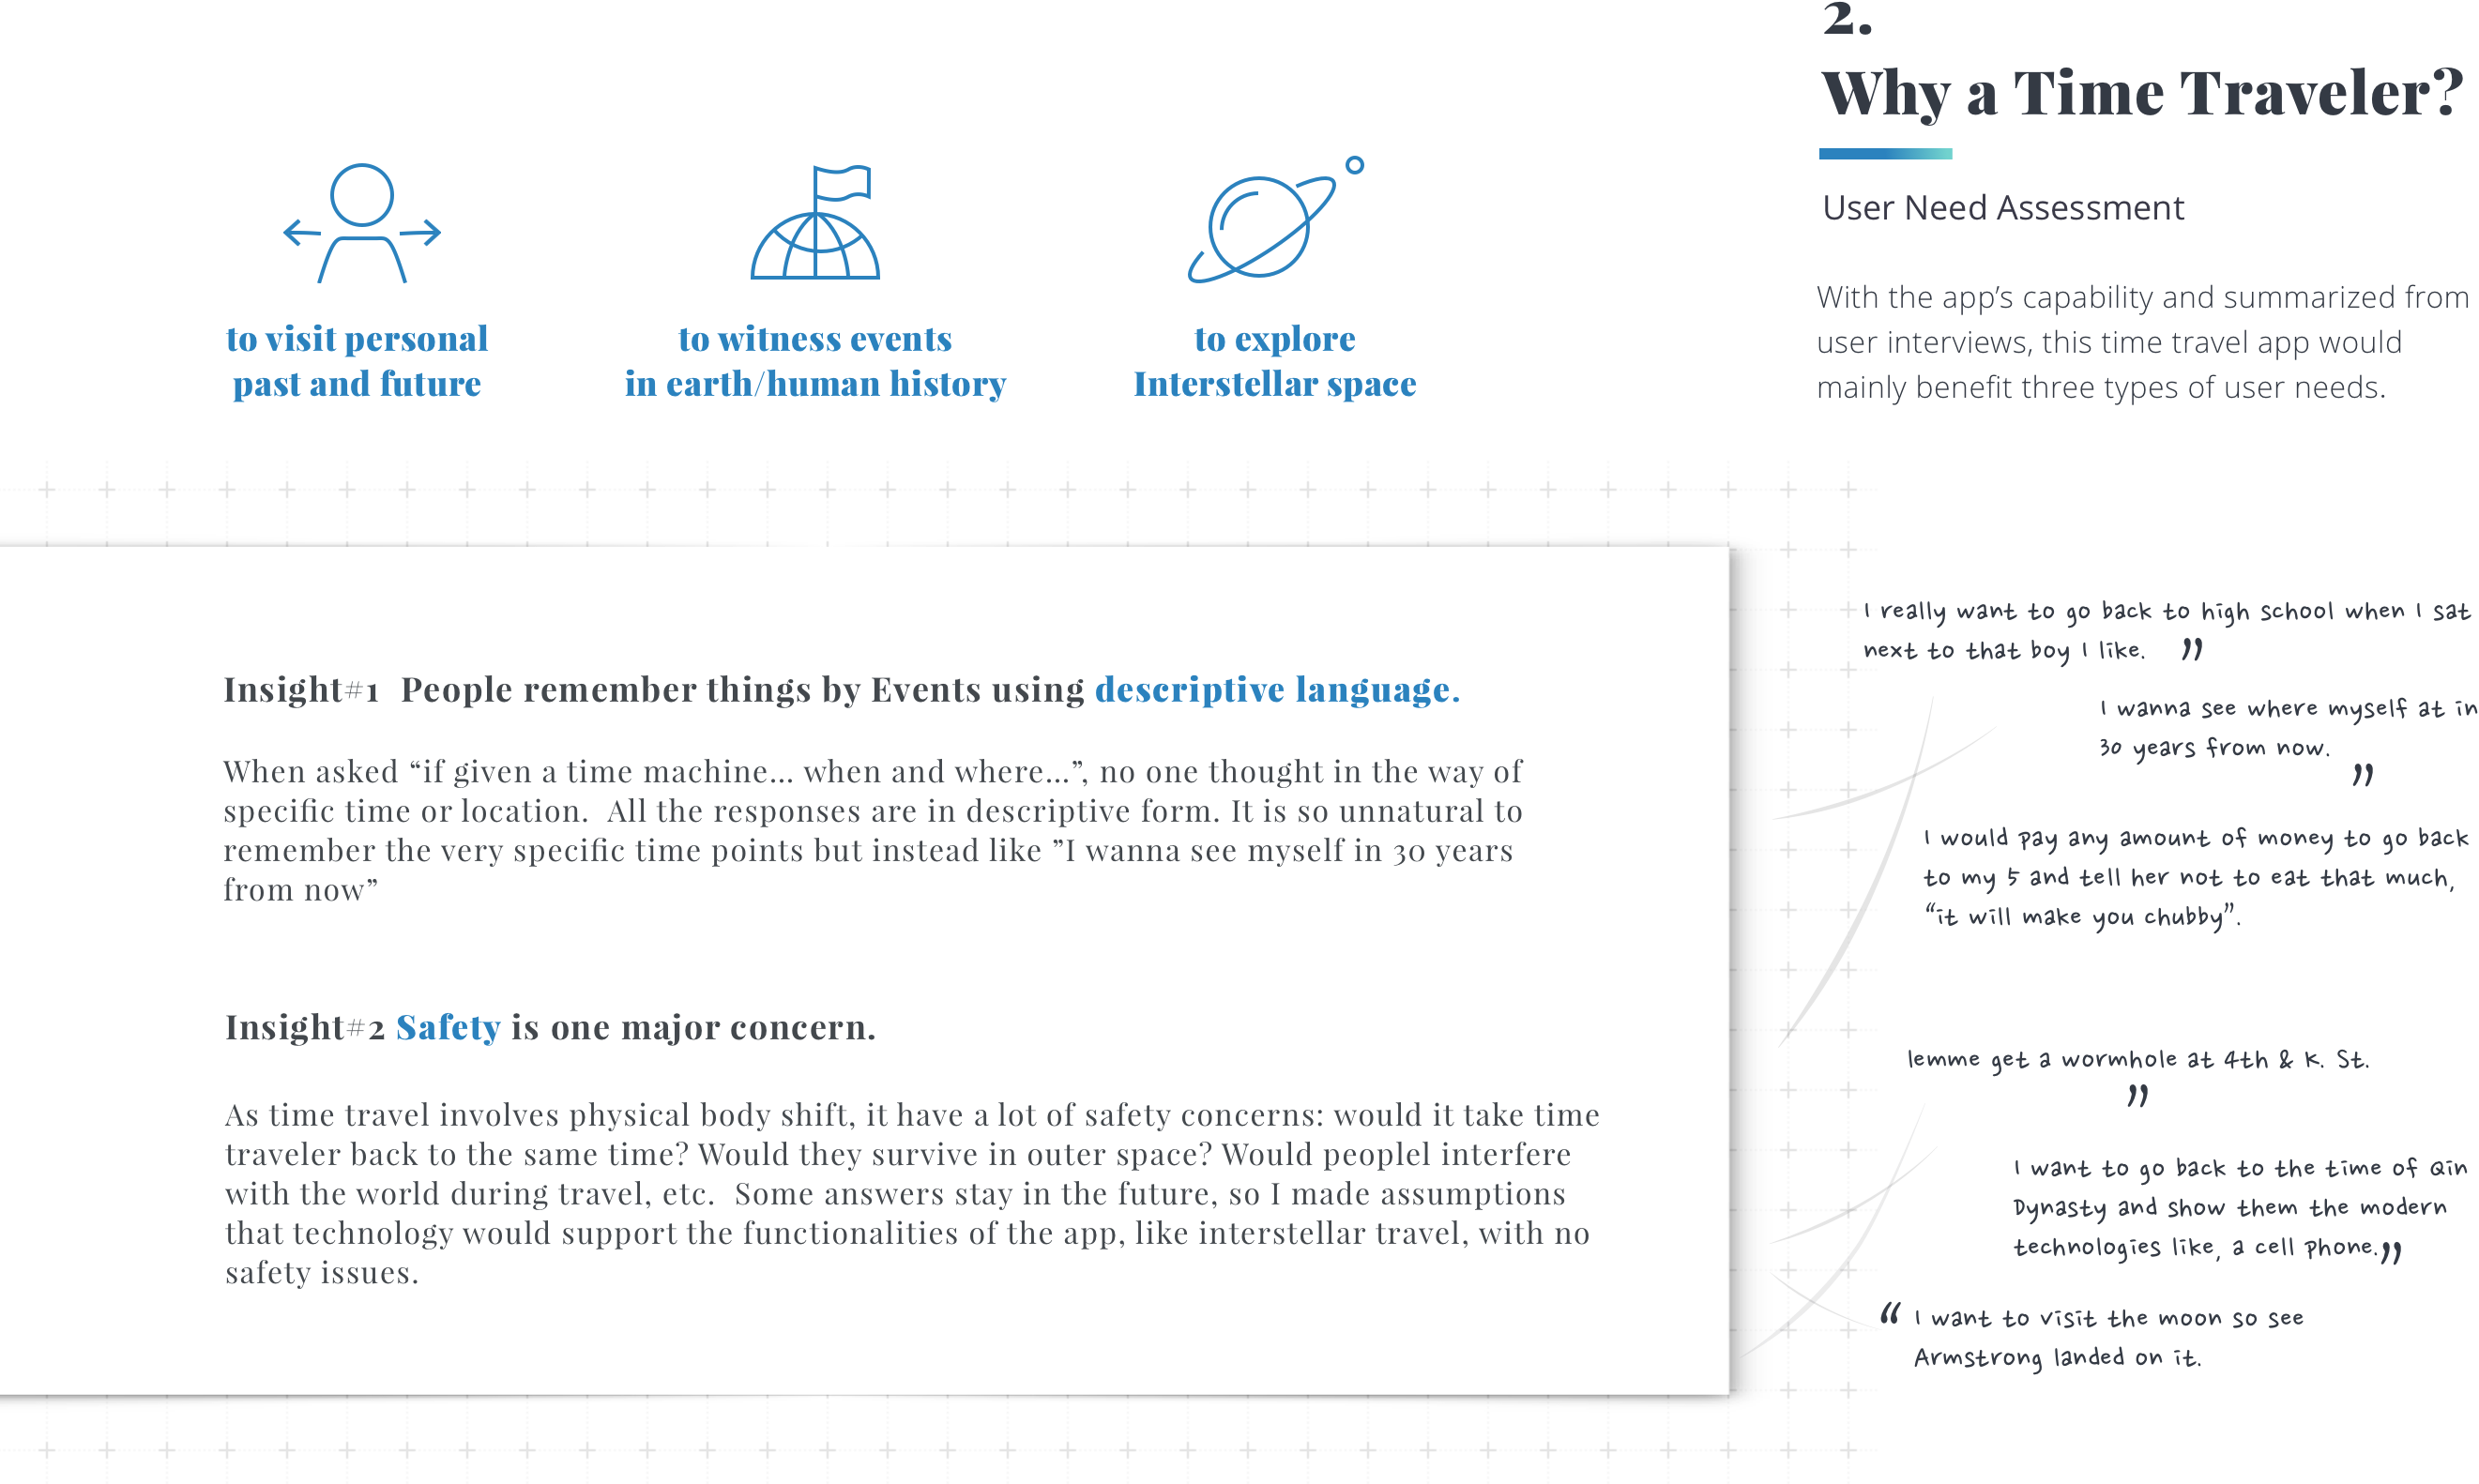 2.
Why a Time Traveler?
User Need Assessment
With the app’s capability and summarized from
user interviews, this time travel app would
mainly benefit three types of user needs.
to visit personal
past and future
to witness events
in earth/human history
to explore
Interstellar space
Insight#1  People remember things by Events using descriptive language.
When asked “if given a time machine... when and where...”, no one thought in the way of
specific time or location.  All the responses are in descriptive form. It is so unnatural to
remember the very specific time points but instead like ”I wanna see myself in 30 years
from now”
Insight#2 Safety is one major concern.
As time travel involves physical body shift, it have a lot of safety concerns: would it take time
traveler back to the same time? Would they survive in outer space? Would peoplel interfere
with the world during travel, etc.  Some answers stay in the future, so I made assumptions
that technology would support the functionalities of the app, like interstellar travel, with no
safety issues.
I really want to go back to high school when I sat
next to that boy I like. ”
I wanna see where myself at in
30 years from now.
”
I would pay any amount of money to go back
to my 5 and tell her not to eat that much,
“it will make you chubby”.
lemme get a wormhole at 4th & K. St.
”
I want to go back to the time of Qin
Dynasty and show them the modern
technologies like, a cell phone.”
“ I want to visit the moon so see
Armstrong landed on it.